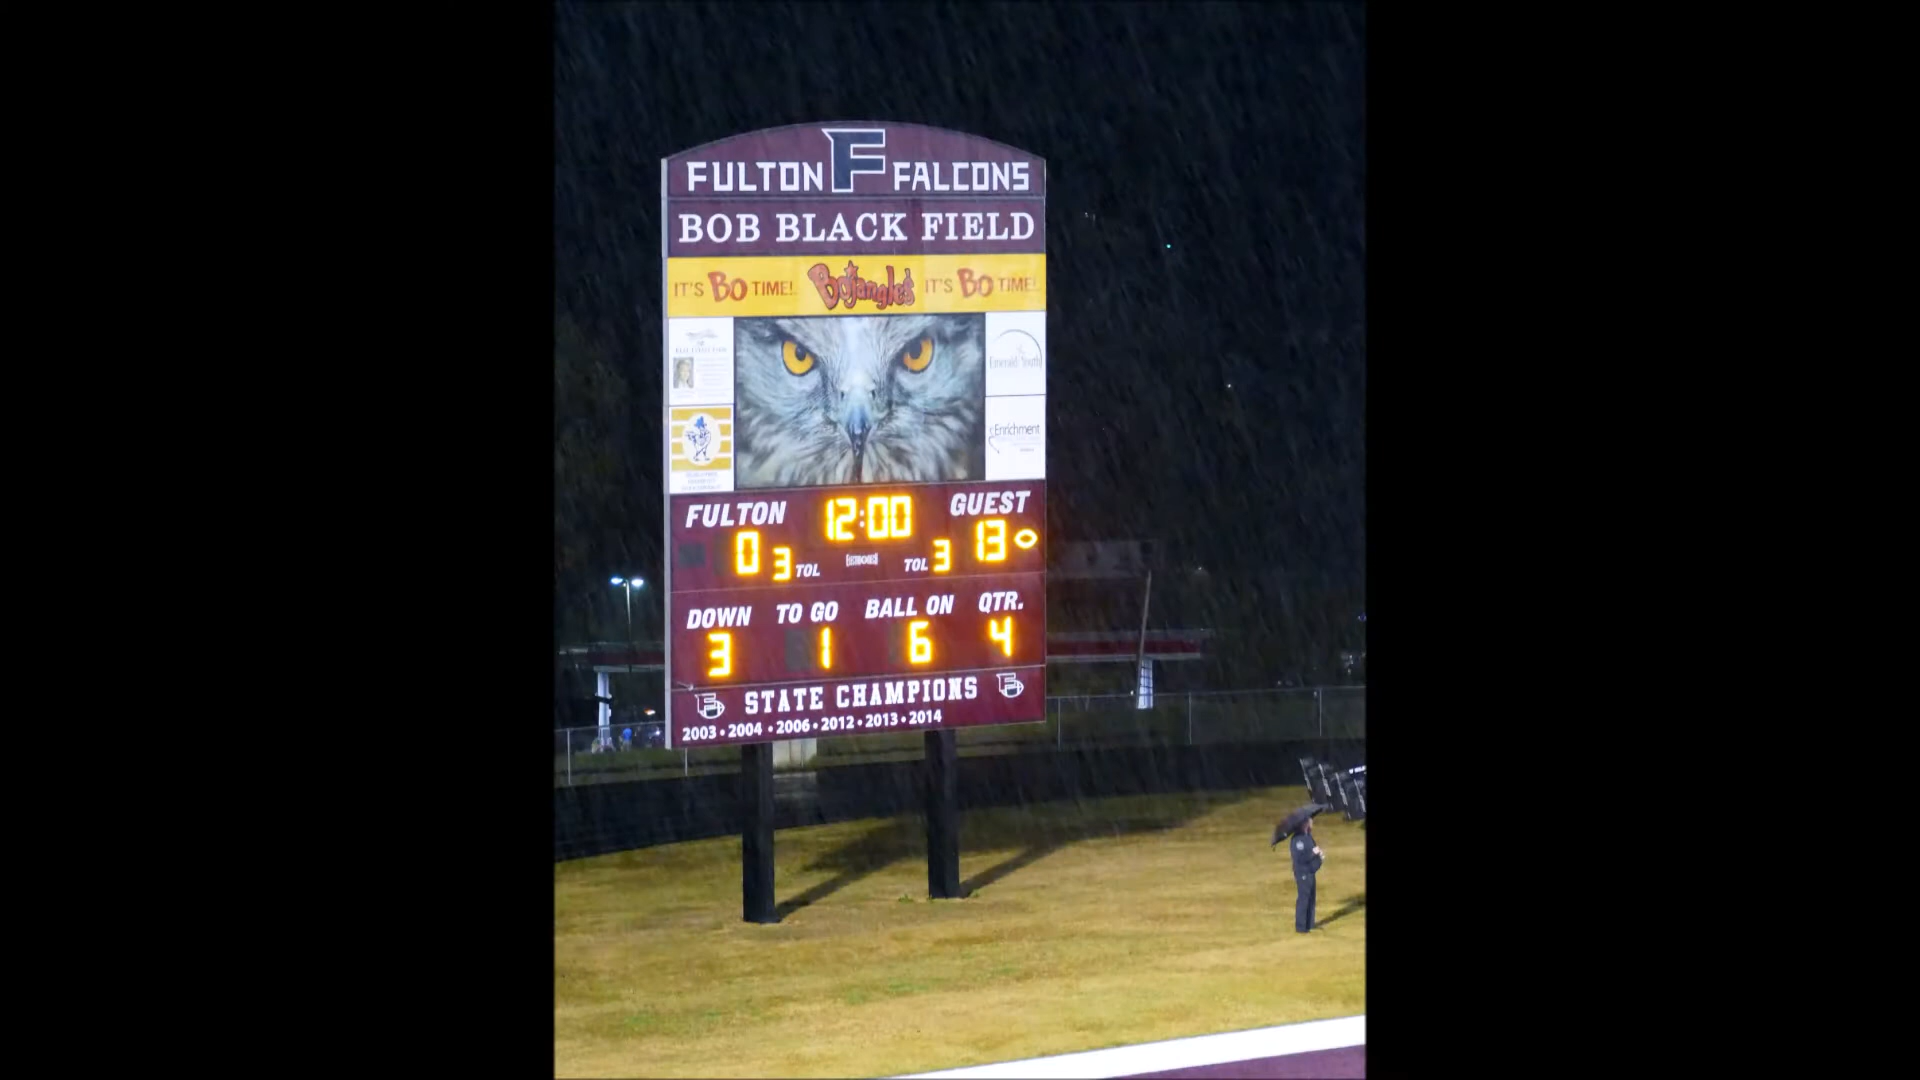 FULTON F FALCONS
BOB BLACK FIELD
IT'S BO TIME! Bojangles IT'S BO TIME!
Emerald Youth
Enrichment
FULTON 12:00 GUEST
0 3 TOL TOL 3 13
DOWN TO GO BALL ON QTR.
3 1 6 4
F STATE CHAMPIONS F
2003 • 2004 • 2006 • 2012 • 2013 • 2014